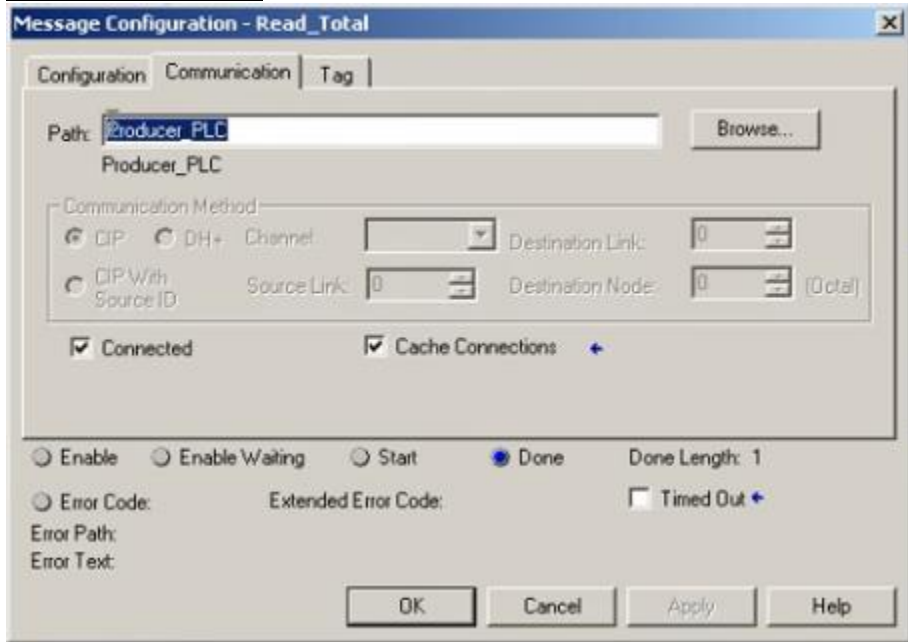 Message Configuration - Read_Total
Configuration Communication Tag
Path: Producer_PLC Browse...
Producer_PLC
Communication Method
CIP DH+ Channel: Destination Link: 0
CIP With Source ID Source Link: 0 Destination Node: 0 (Octal)
Connected Cache Connections
Enable Enable Waiting Start Done Done Length: 1
Error Code: Extended Error Code: Timed Out
Error Path:
Error Text:
OK Cancel Apply Help